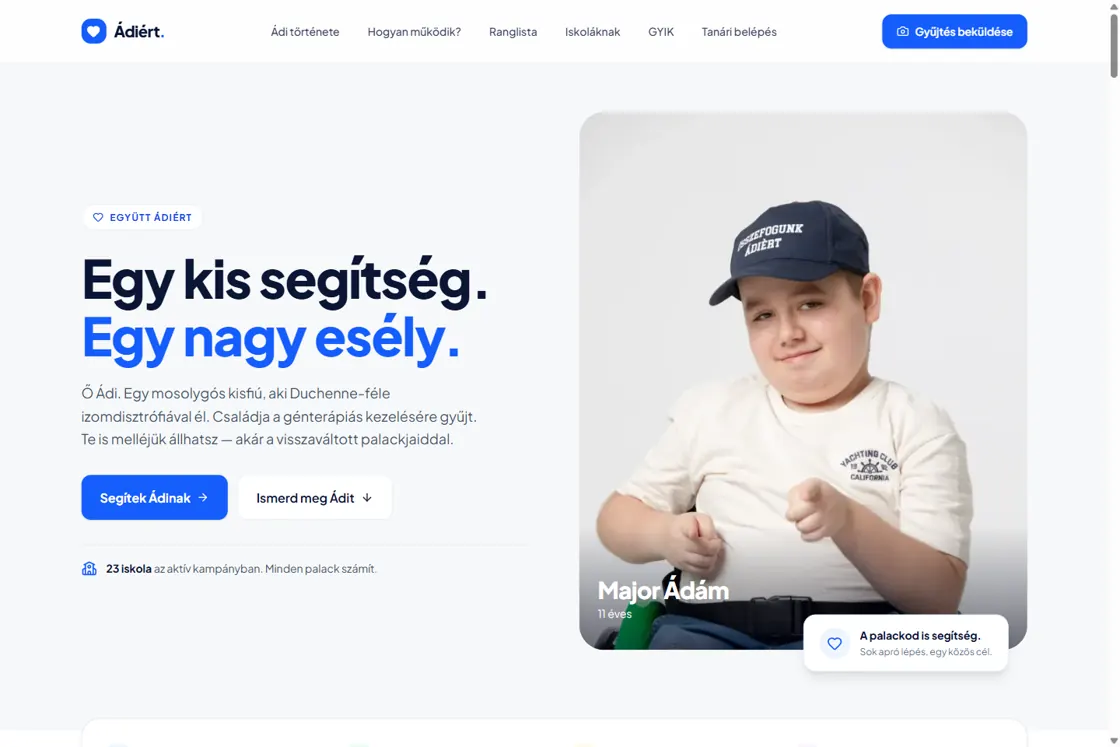 Ádiért.
Ádi története
Hogyan működik?
Ranglista
Iskoláknak
GYIK
Tanári belépés
Gyűjtés beküldése
EGYÜTT ÁDIÉRT
Egy kis segítség.
Egy nagy esély.
Ő Ádi. Egy mosolygós kisfiú, aki Duchenne-féle
izomdisztrófiával él. Családja a génterápiás kezelésére gyűjt.
Te is melléjük állhatsz — akár a visszaváltott palackjaiddal.
Segítek Ádinak
Ismerd meg Ádit
23 iskola az aktív kampányban. Minden palack számít.
ÖSSZEFOGUNK
ÁDIÉRT
YACHTING CLUB
CALIFORNIA
Major Ádám
11 éves
A palackod is segítség.
Sok apró lépés, egy közös cél.